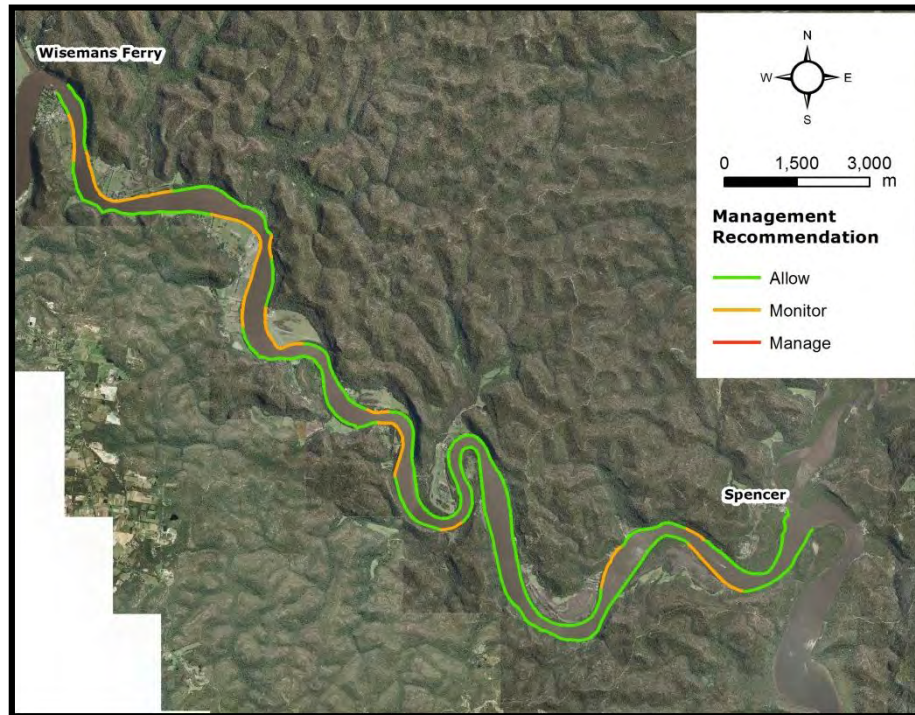 Wisemans Ferry
N
W E
S
0 1,500 3,000
m
Management
Recommendation
Allow
Monitor
Manage
Spencer